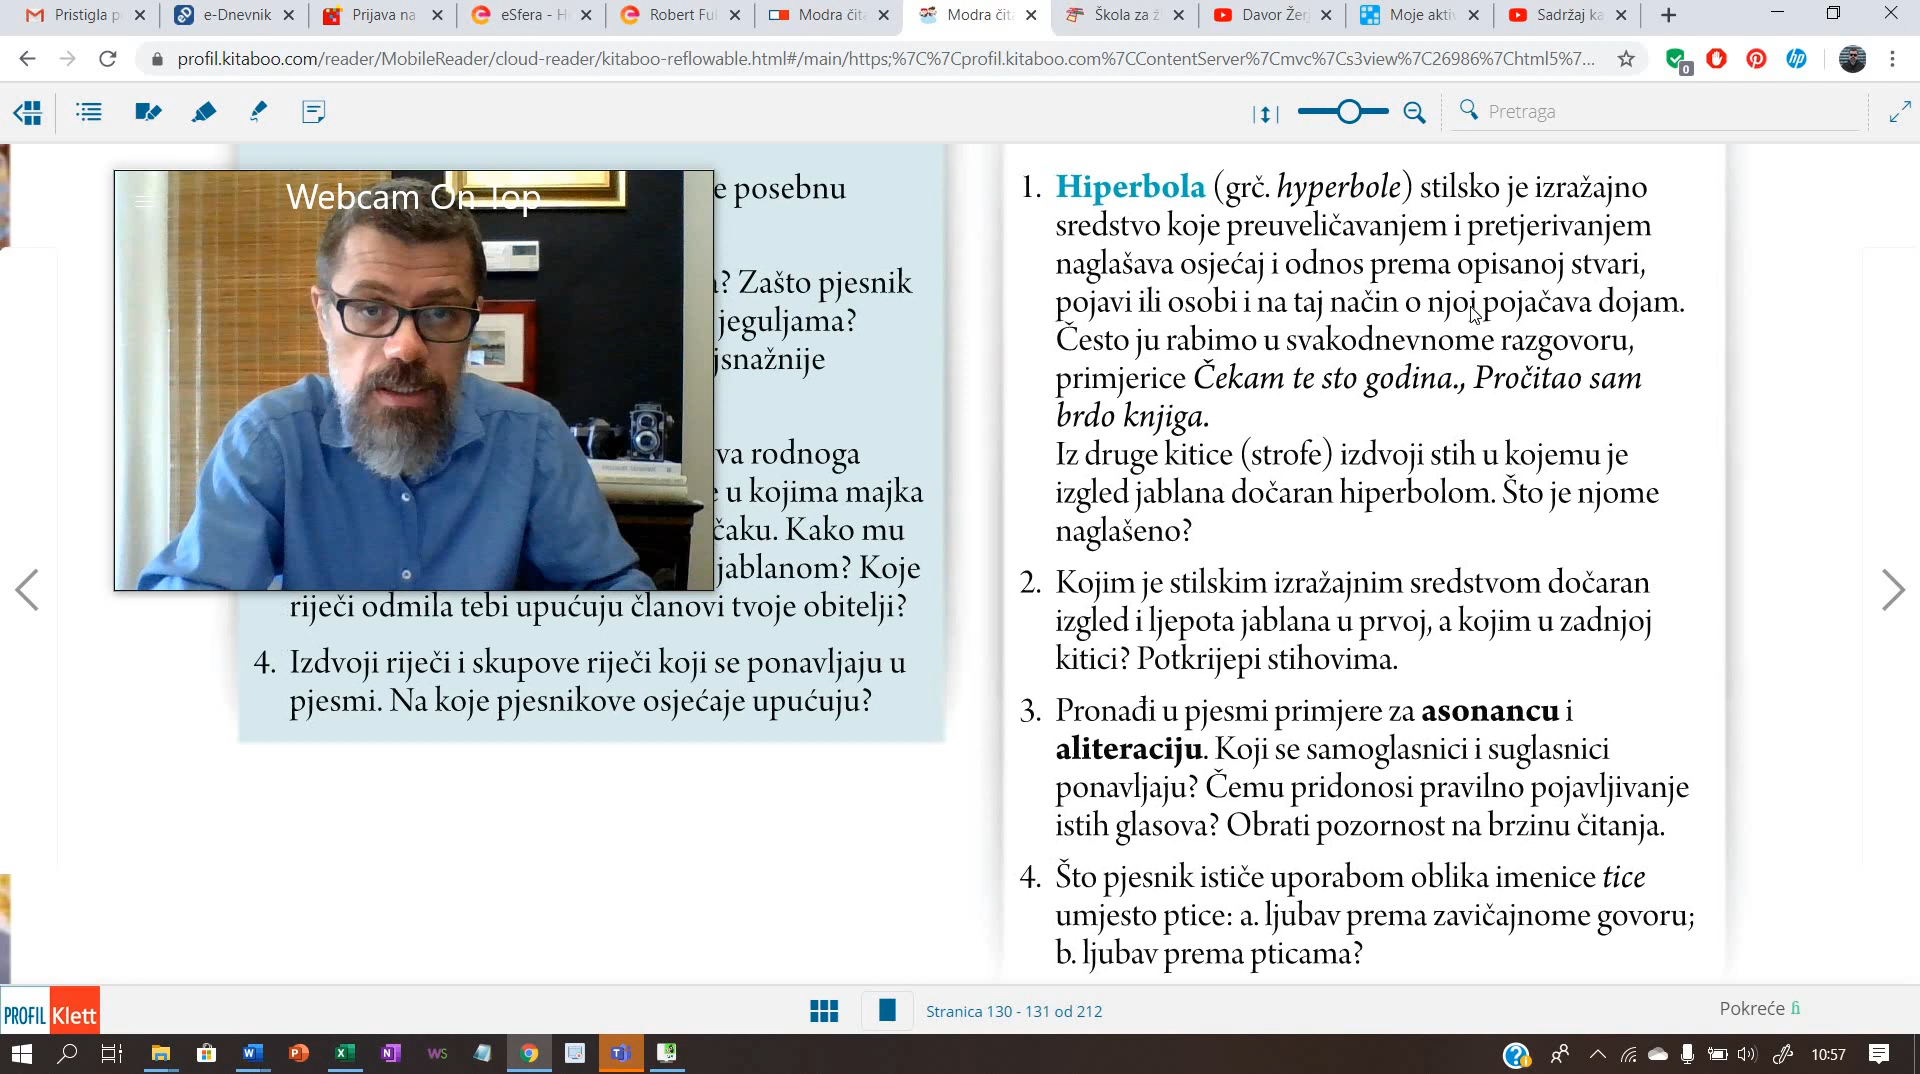 Pristigla p
e-Dnevnik
Prijava na
eSfera - H
Robert Ful
Modra čit
Modra čit
Škola za ž
Davor Žer
Moje akti
Sadržaj ka
profil.kitaboo.com/reader/MobileReader/cloud-reader/kitaboo-reflowable.html#/main/https;%7C%7Cprofil.kitaboo.com%7CContentServer%7Cmvc%7Cs3view%7C26986%7Chtml5%7...
0
Pretraga
Webcam On Top
e posebnu
? Zašto pjesnik
jeguljama?
jsnažnije
va rodnoga
u kojima majka
čaku. Kako mu
jablanom? Koje
riječi odmila tebi upućuju članovi tvoje obitelji?
4. Izdvoji riječi i skupove riječi koji se ponavljaju u
pjesmi. Na koje pjesnikove osjećaje upućuju?
1. Hiperbola (grč. hyperbole) stilsko je izražajno
sredstvo koje preuveličavanjem i pretjerivanjem
naglašava osjećaj i odnos prema opisanoj stvari,
pojavi ili osobi i na taj način o njoj pojačava dojam.
Često ju rabimo u svakodnevnome razgovoru,
primjerice Čekam te sto godina., Pročitao sam
brdo knjiga.
Iz druge kitice (strofe) izdvoji stih u kojemu je
izgled jablana dočaran hiperbolom. Što je njome
naglašeno?
2. Kojim je stilskim izražajnim sredstvom dočaran
izgled i ljepota jablana u prvoj, a kojim u zadnjoj
kitici? Potkrijepi stihovima.
3. Pronađi u pjesmi primjere za asonancu i
aliteraciju. Koji se samoglasnici i suglasnici
ponavljaju? Čemu pridonosi pravilno pojavljivanje
istih glasova? Obrati pozornost na brzinu čitanja.
4. Što pjesnik ističe uporabom oblika imenice tice
umjesto ptice: a. ljubav prema zavičajnome govoru;
b. ljubav prema pticama?
PROFIL Klett
Stranica 130 - 131 od 212
Pokreće
10:57